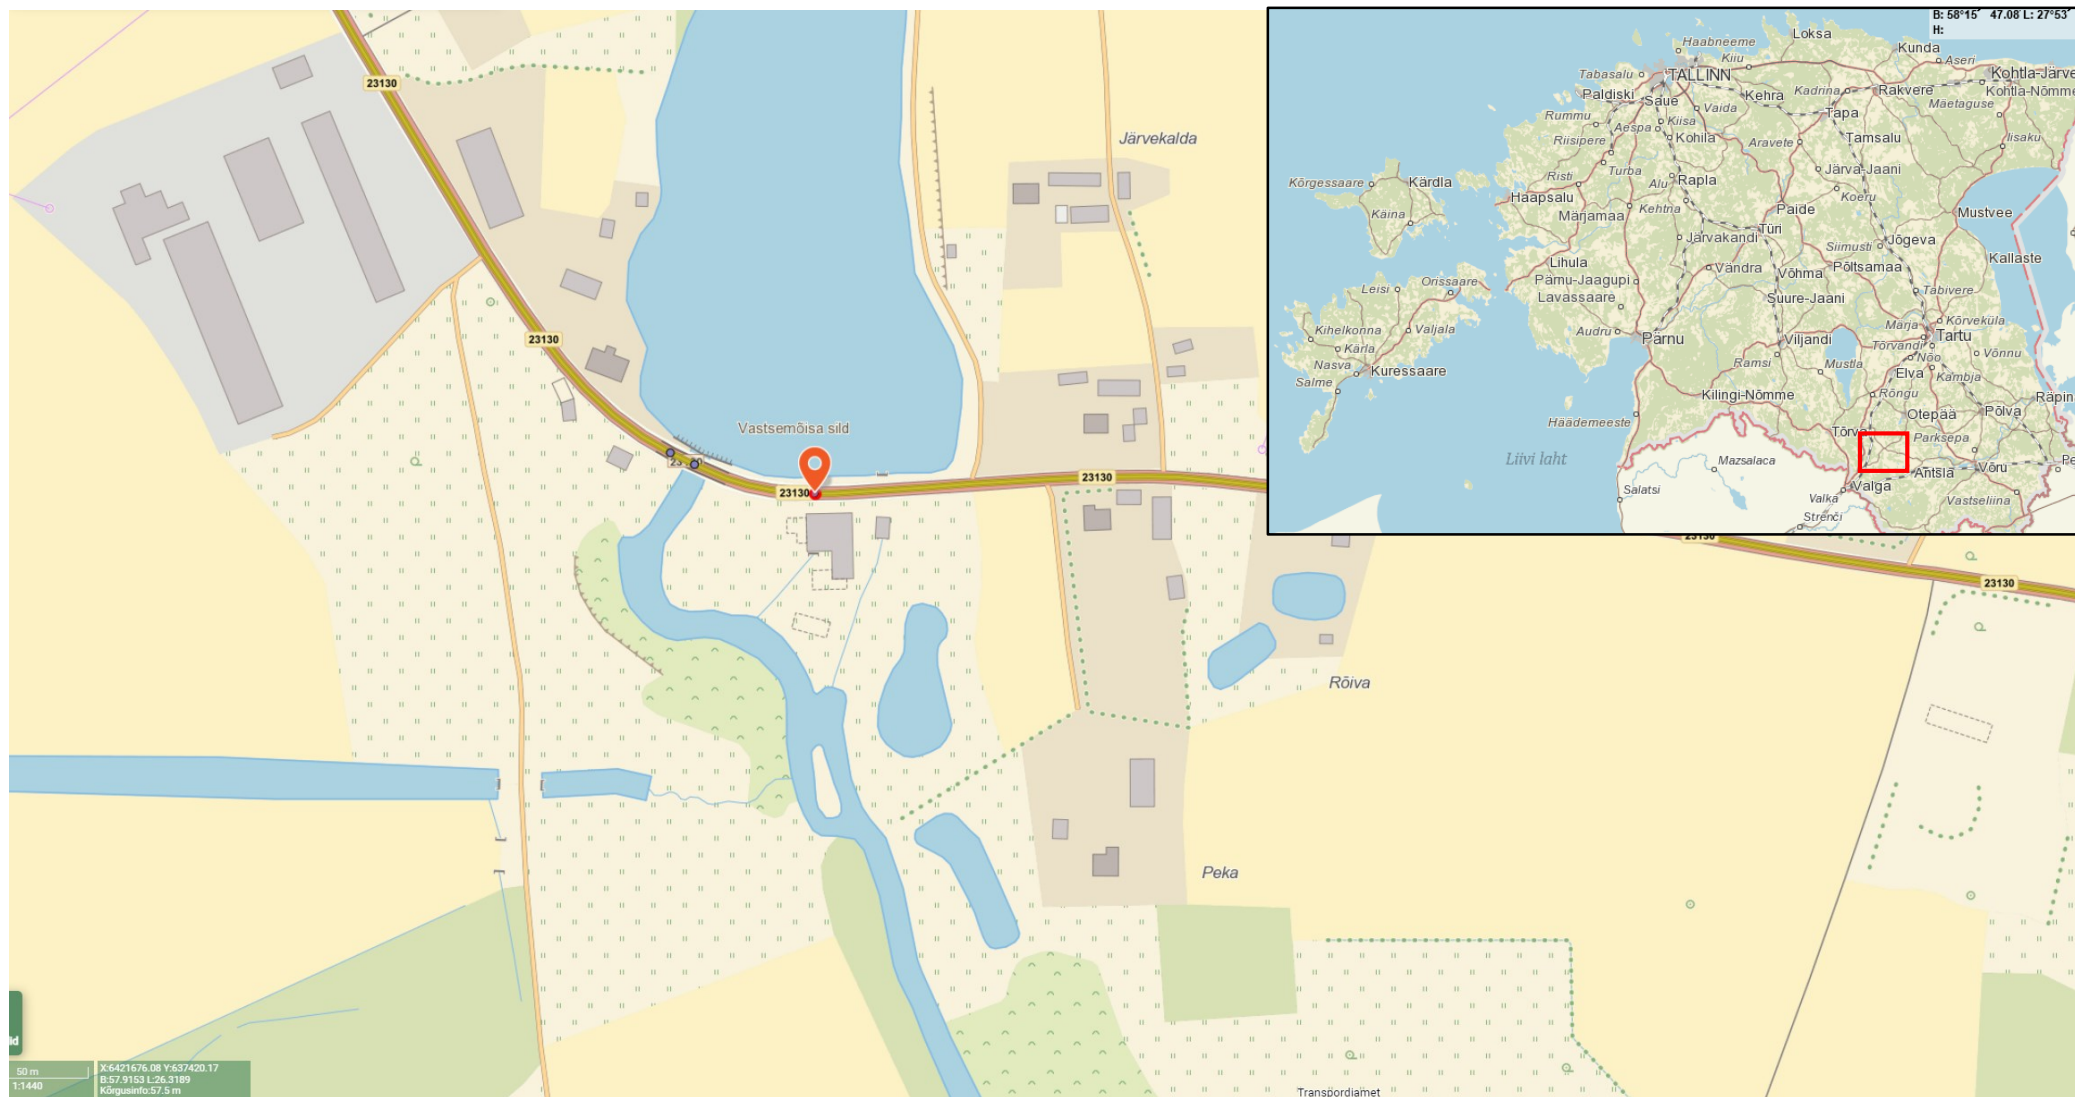 23130
23130
Järvekalda
Vastsemõisa sild
23130
23130
Rõiva
Peka
23130
50 m
1:1440
X:6421676.08 Y:637420.17
B:57.9153 L:26.3189
Kõrgusinfo:57.5 m
Transpordiamet
B: 58°15´ 47.08´ L: 27°53´
H:
Loksa
Haabneeme
Kiiu
Kunda
Aseri
Tabasalu
TALLINN
Kohtla-Järve
Paldiski
Saue
Kehra
Kadrina
Rakvere
Kohtla-Nõmme
Vaida
Mäetaguse
Rummu
Tapa
Kiisa
Aespa
Kohila
Riisipere
Aravete
Tamsalu
Iisaku
Turba
Järva-Jaani
Kõrgessaare
Kärdla
Risti
Alu
Rapla
Koeru
Haapsalu
Käina
Märjamaa
Kehtna
Paide
Mustvee
Türi
Järvakandi
Siimusti
Jõgeva
Kallaste
Lihula
Vändra
Võhma
Põltsamaa
Pärnu-Jaagupi
Leisi
Orissaare
Lavassaare
Suure-Jaani
Tabivere
Kihelkonna
Valjala
Audru
Kõrveküla
Märja
Tartu
Pärnu
Viljandi
Tõrvandi
Kärla
Ramsi
Nõo
Võnnu
Nasva
Kuressaare
Mustla
Elva
Kambja
Salme
Kilingi-Nõmme
Rõngu
Räpin
Häädemeeste
Otepää
Põlva
Tõrva
Parksepa
Liivi laht
Mazsalaca
Antsla
Võru
Pe
Salatsi
Valka
Valga
Vastseliina
Strenči